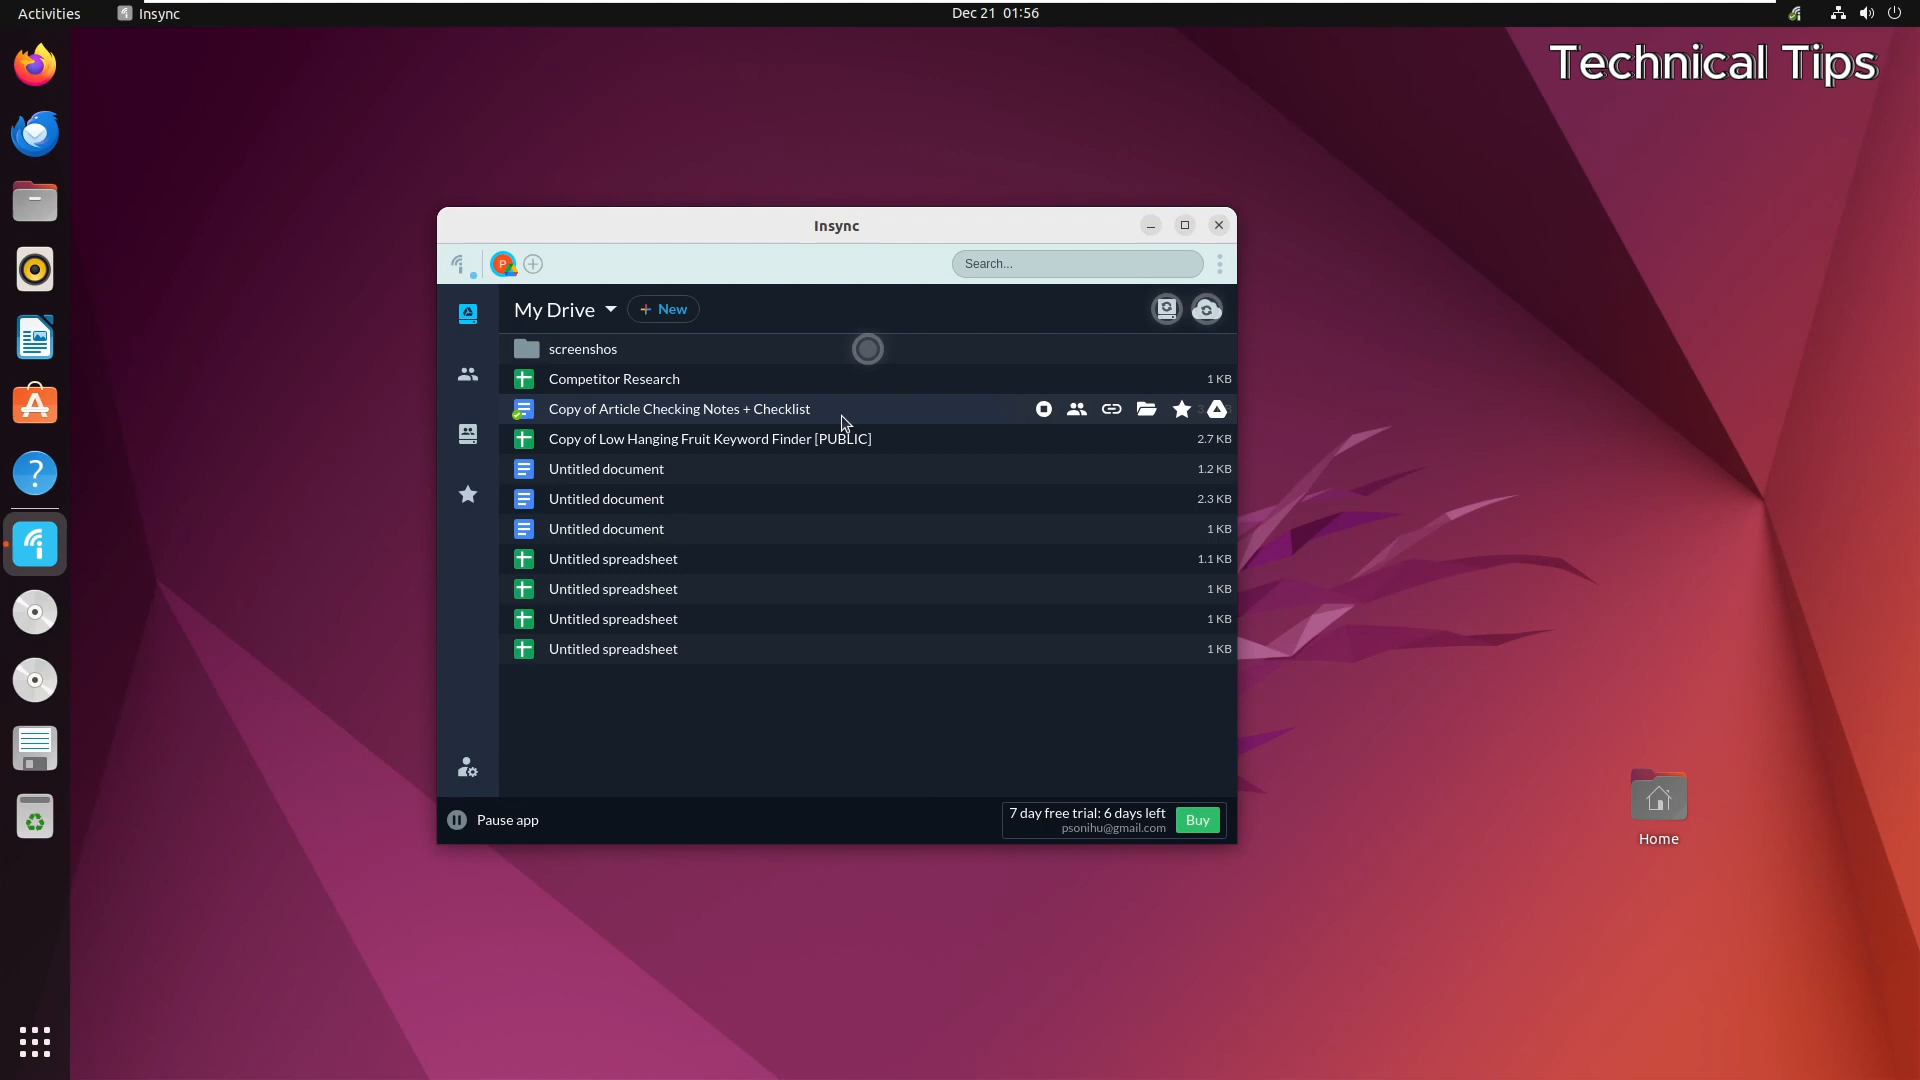 Activities
Insync
Dec 21 01:56
Technical Tips
Insync
P
Search...
My Drive
+ New
screenshos
Competitor Research
1 KB
Copy of Article Checking Notes + Checklist
Copy of Low Hanging Fruit Keyword Finder [PUBLIC]
2.7 KB
Untitled document
1.2 KB
Untitled document
2.3 KB
Untitled document
1 KB
Untitled spreadsheet
1.1 KB
Untitled spreadsheet
1 KB
Untitled spreadsheet
1 KB
Untitled spreadsheet
1 KB
Pause app
7 day free trial: 6 days left
psonihu@gmail.com
Buy
Home